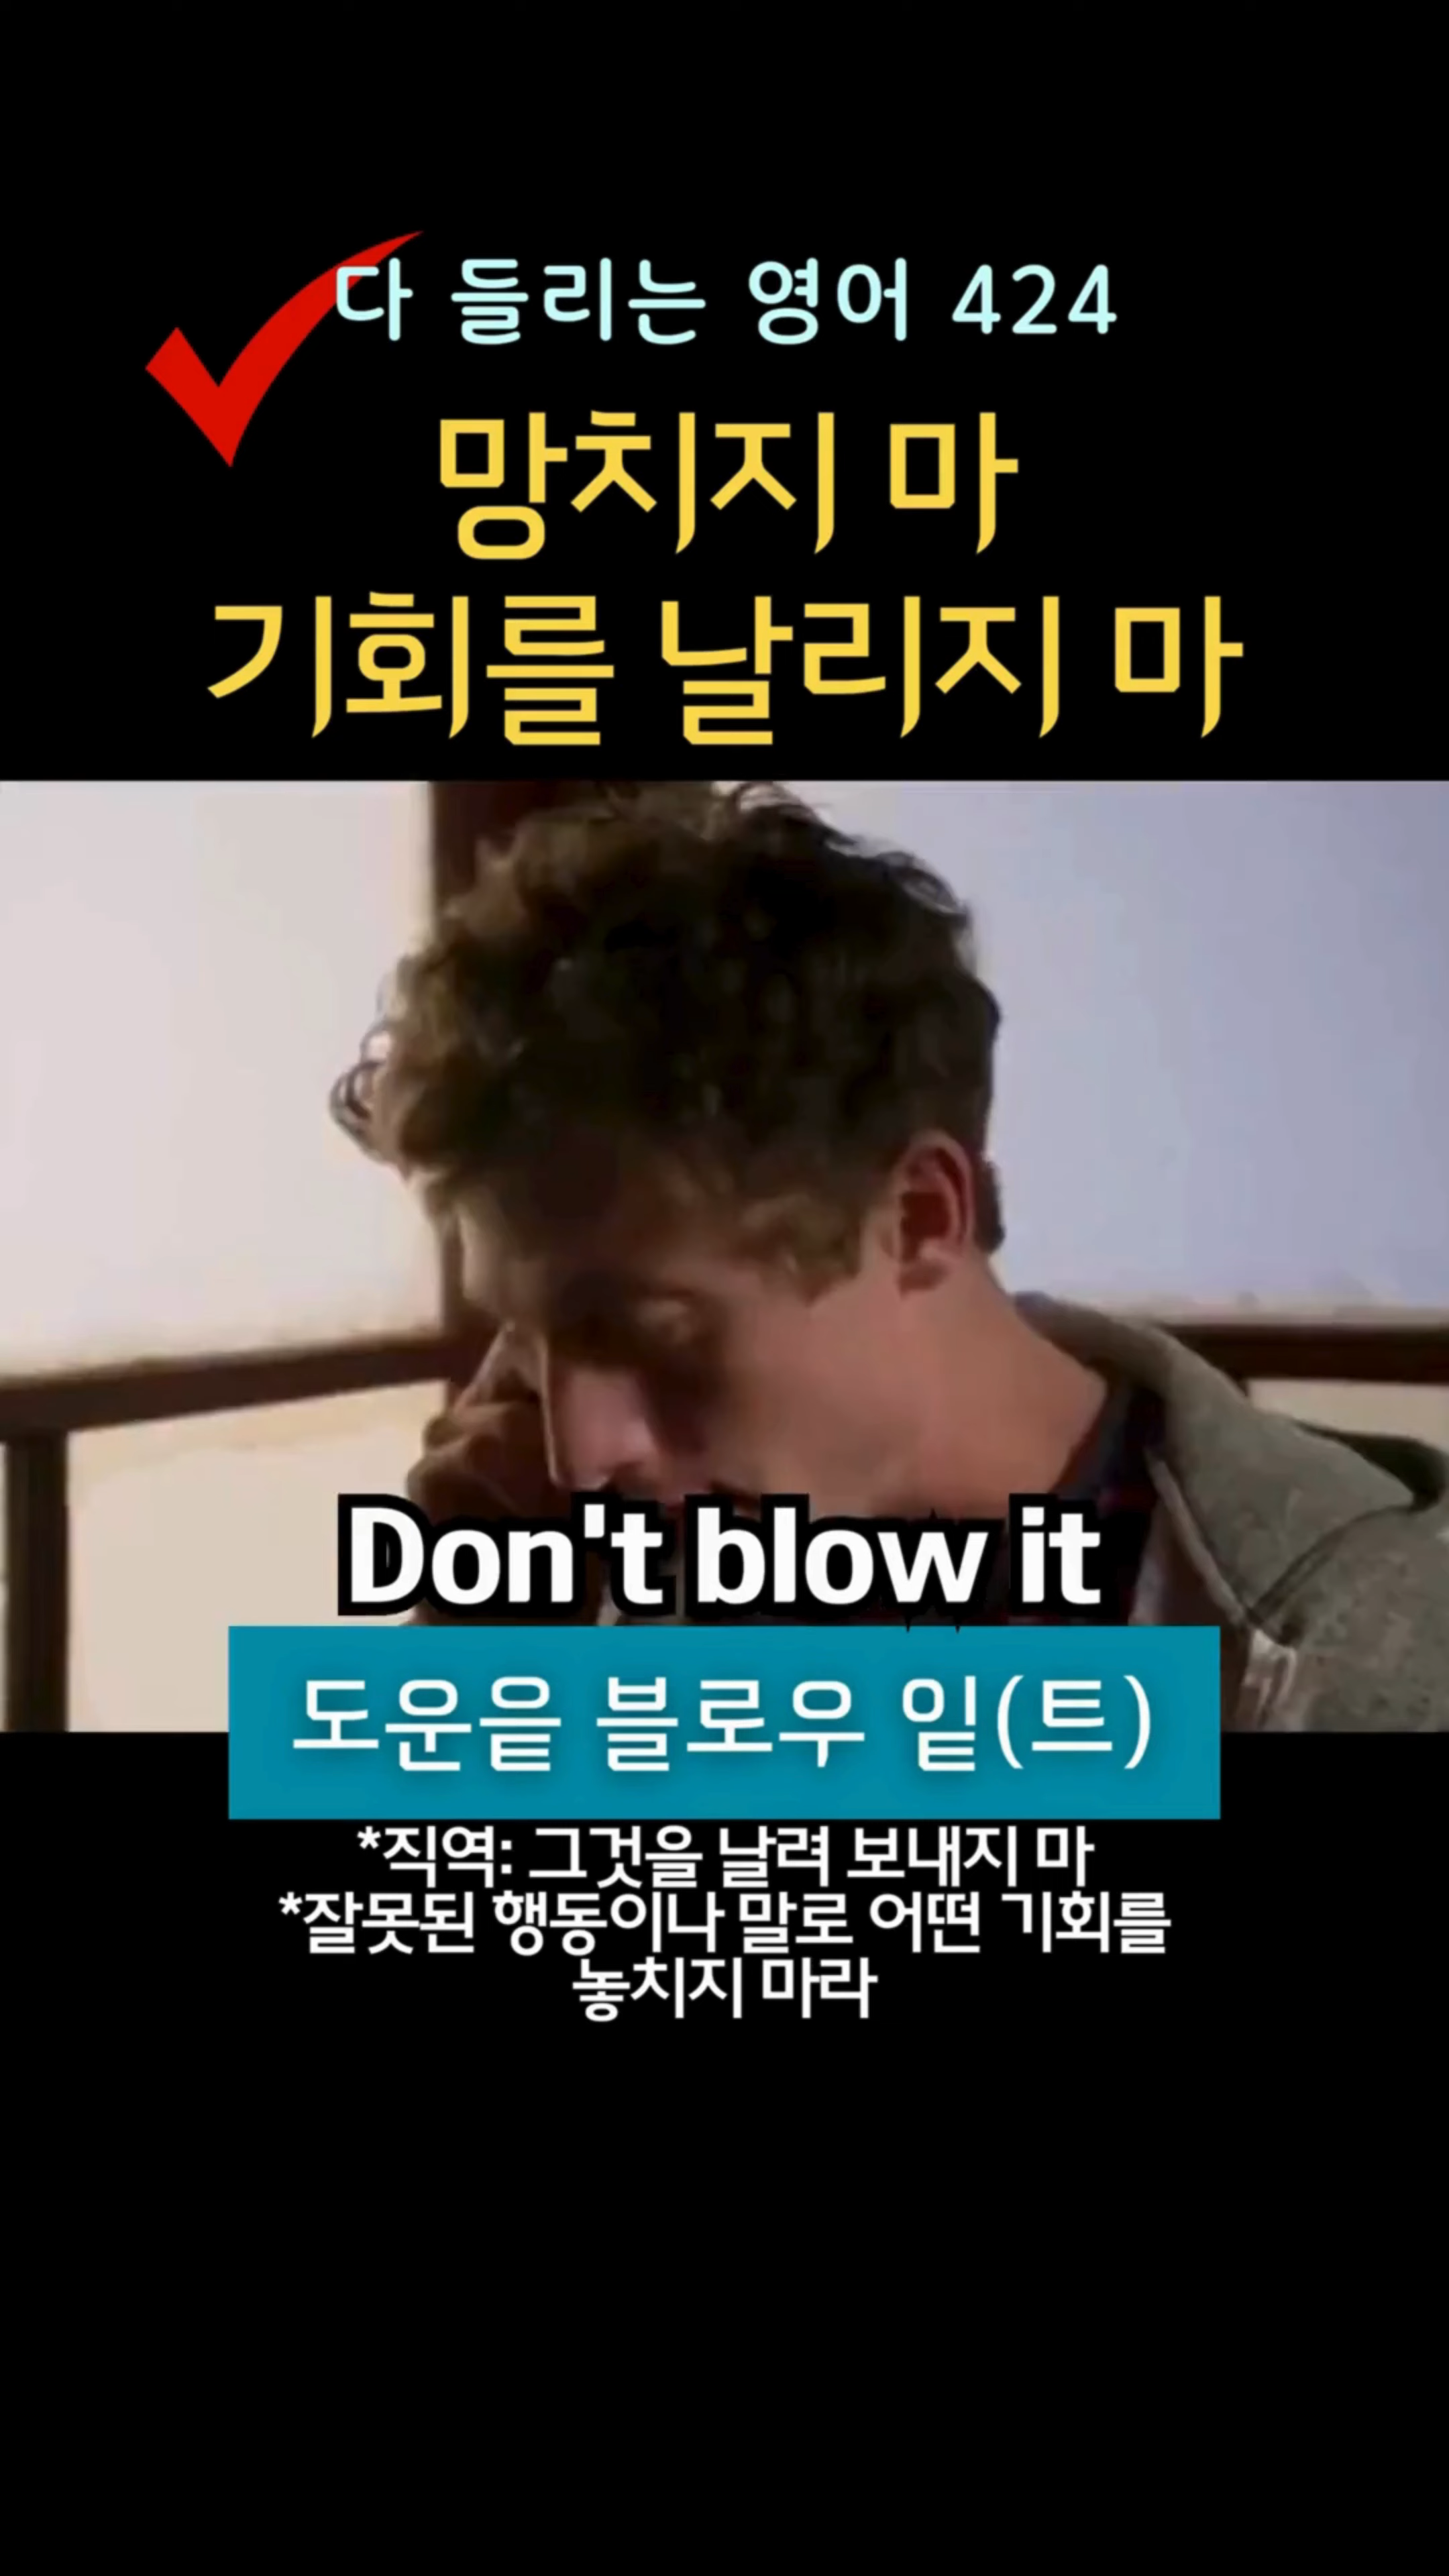 다 들리는 영어 424
망치지 마
기회를 날리지 마
Don't blow it
도운읕 블로우 잍(트)
*직역: 그것을 날려 보내지 마
*잘못된 행동이나 말로 어떤 기회를
놓치지 마라